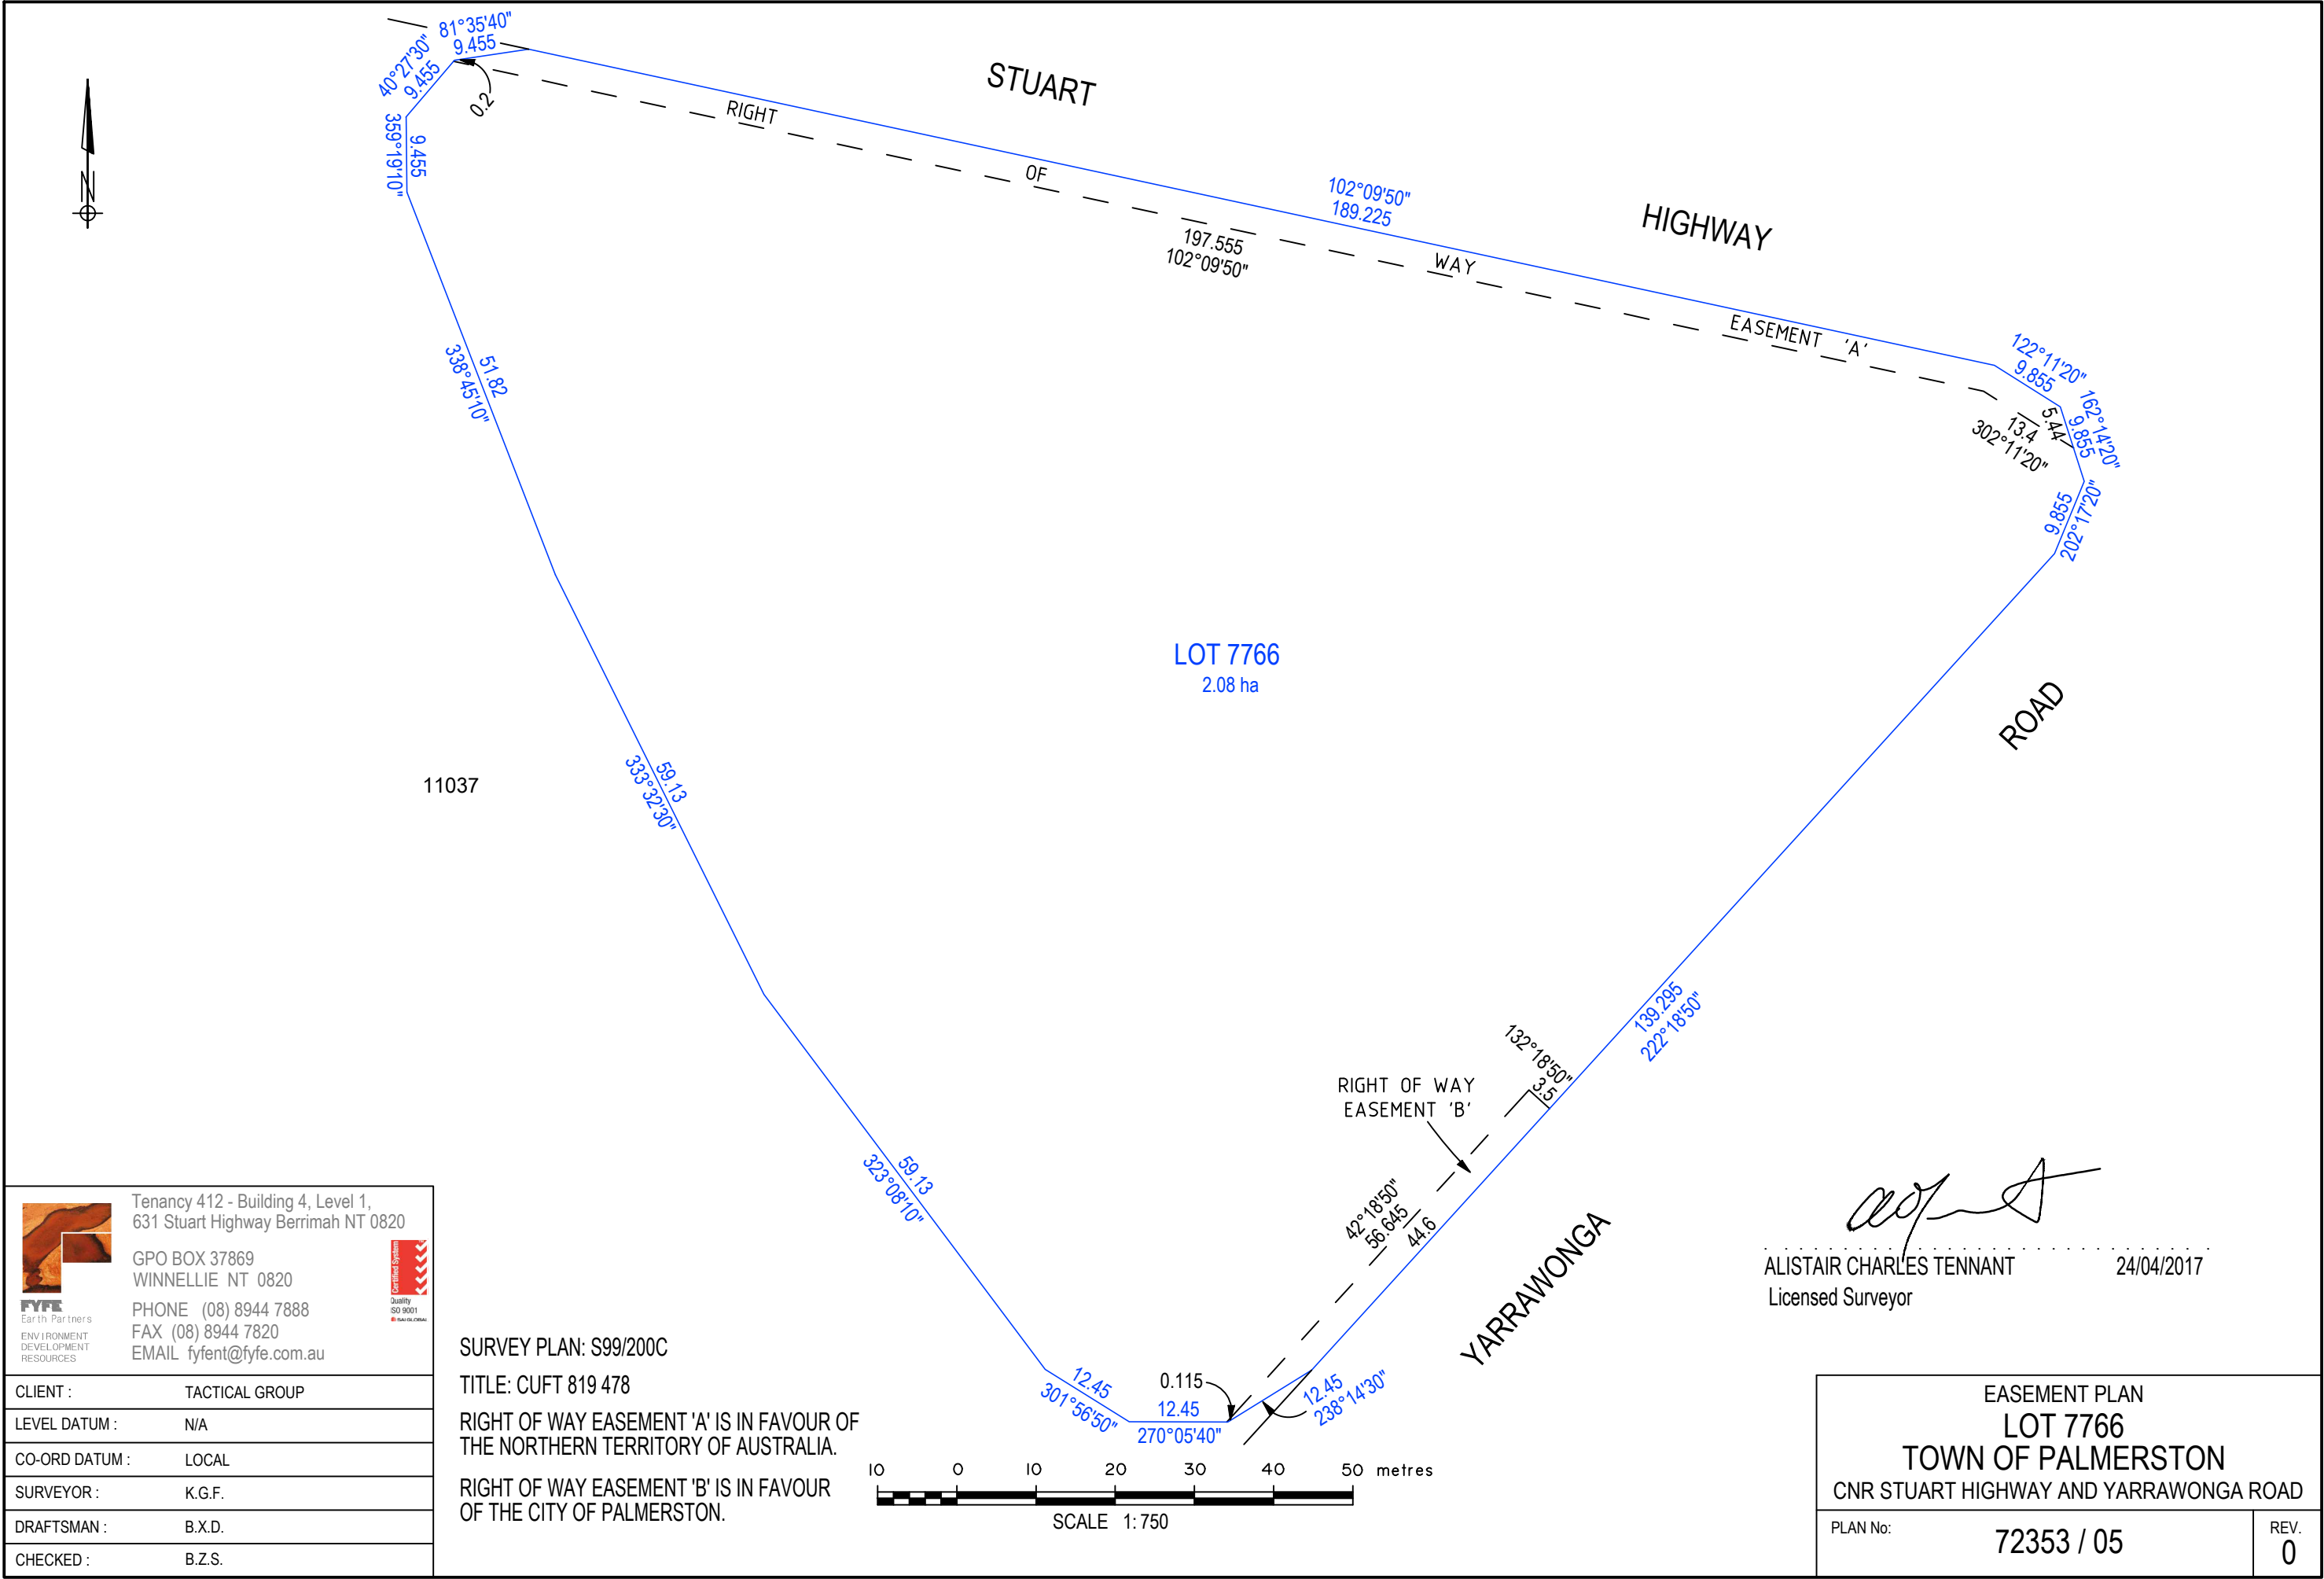 81°35'40"
9.455
40°27'30"
9.455
0.2
359°19'10"
9.455
N
STUART
HIGHWAY
RIGHT
OF
WAY
EASEMENT 'A'
102°09'50"
189.225
197.555
102°09'50"
122°11'20"
9.855
162°14'20"
9.855
5.44
13.4
302°11'20"
9.855
202°17'20"
51.82
338°45'10"
LOT 7766
2.08 ha
ROAD
11037
59.13
333°32'30"
139.295
222°18'50"
132°18'50"
3.5
RIGHT OF WAY
EASEMENT 'B'
59.13
323°08'10"
42°18'50"
56.645
44.6
YARRAWONGA
0.115
12.45
301°56'50"
12.45
270°05'40"
12.45
238°14'30"
ALISTAIR CHARLES TENNANT 24/04/2017
Licensed Surveyor
Tenancy 412 - Building 4, Level 1,
631 Stuart Highway Berrimah NT 0820
GPO BOX 37869
WINNELLIE NT 0820
PHONE (08) 8944 7888
FAX (08) 8944 7820
EMAIL fyfent@fyfe.com.au
FYFE
Earth Partners
ENVIRONMENT
DEVELOPMENT
RESOURCES
Certified System
Quality
ISO 9001
SAI GLOBAL
CLIENT : TACTICAL GROUP
LEVEL DATUM : N/A
CO-ORD DATUM : LOCAL
SURVEYOR : K.G.F.
DRAFTSMAN : B.X.D.
CHECKED : B.Z.S.
SURVEY PLAN: S99/200C
TITLE: CUFT 819 478
RIGHT OF WAY EASEMENT 'A' IS IN FAVOUR OF
THE NORTHERN TERRITORY OF AUSTRALIA.
RIGHT OF WAY EASEMENT 'B' IS IN FAVOUR
OF THE CITY OF PALMERSTON.
10 0 10 20 30 40 50 metres
SCALE 1:750
EASEMENT PLAN
LOT 7766
TOWN OF PALMERSTON
CNR STUART HIGHWAY AND YARRAWONGA ROAD
PLAN No: 72353 / 05
REV.
0